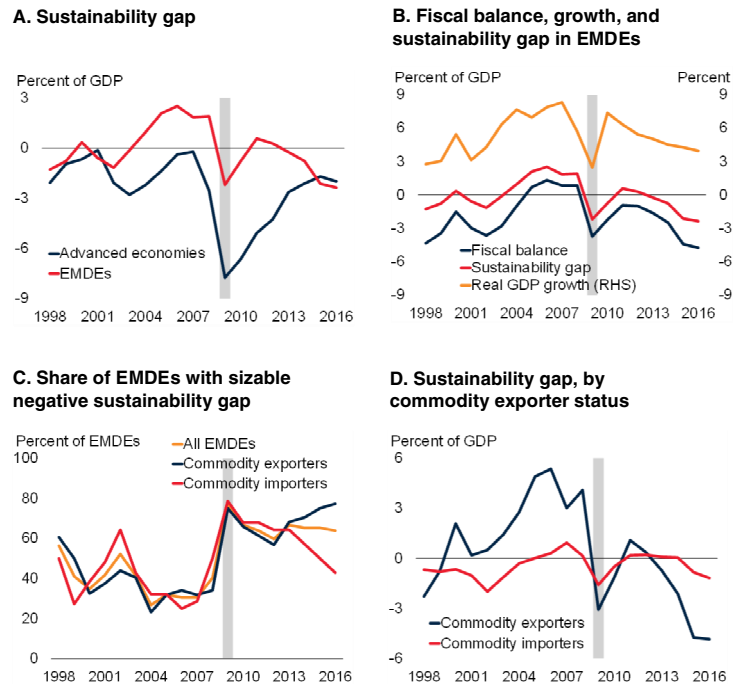 A. Sustainability gap
Percent of GDP
3
0
-3
-6
-9
Advanced economies
EMDEs
1998 2001 2004 2007 2010 2013 2016
B. Fiscal balance, growth, and
sustainability gap in EMDEs
Percent of GDP Percent
9 9
6 6
3 3
0 0
-3 -3
-6 -6
-9 -9
Fiscal balance
Sustainability gap
Real GDP growth (RHS)
1998 2001 2004 2007 2010 2013 2016
C. Share of EMDEs with sizable
negative sustainability gap
Percent of EMDEs
100
80
60
40
20
0
All EMDEs
Commodity exporters
Commodity importers
1998 2001 2004 2007 2010 2013 2016
D. Sustainability gap, by
commodity exporter status
Percent of GDP
6
3
0
-3
-6
Commodity exporters
Commodity importers
1998 2001 2004 2007 2010 2013 2016